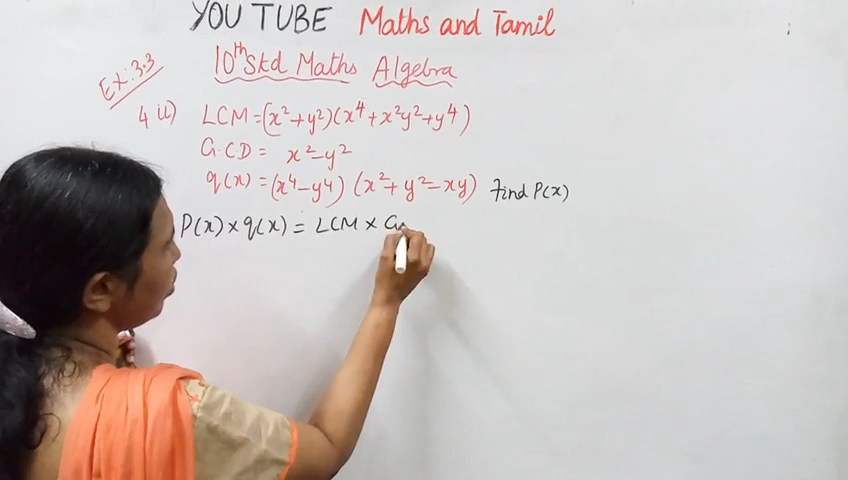 YOU TUBE Maths and Tamil
Ex: 3.3 10th Std Maths Algebra
4 ii) LCM = (x²+y²)(x⁴+x²y²+y⁴)
G.CD = x²-y²
q(x) = (x⁴-y⁴) (x²+y²-xy) find P(x)
P(x) × q(x) = LCM × G